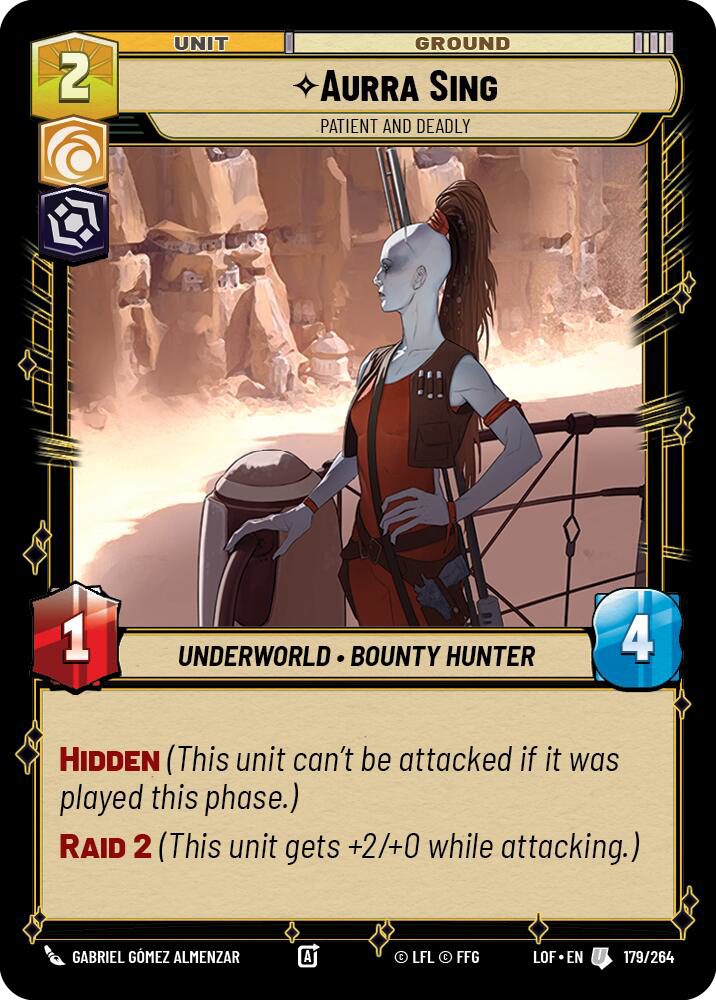 UNIT
GROUND
2
AURRA SING
PATIENT AND DEADLY
1
UNDERWORLD • BOUNTY HUNTER
4
HIDDEN (This unit can't be attacked if it was
played this phase.)
RAID 2 (This unit gets +2/+0 while attacking.)
GABRIEL GÓMEZ ALMENZAR
A
© LFL © FFG
LOF • EN
U
179/264